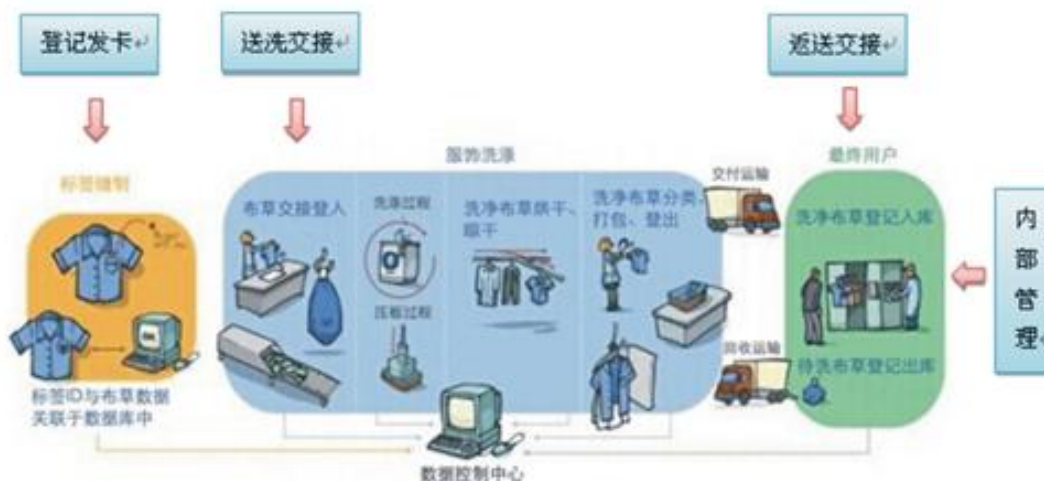 登记发卡
送洗交接
返送交接
服饰洗涤
最终用户
标签缝制
布草交接登入
洗涤过程
洗净布草烘干、
晾干
洗净布草分类、
打包、登出
交付运输
洗净布草登记入库
内
部
管
理
压板过程
回收运输
待洗布草登记出库
标签ID与布草数据
关联于数据库中
数据控制中心